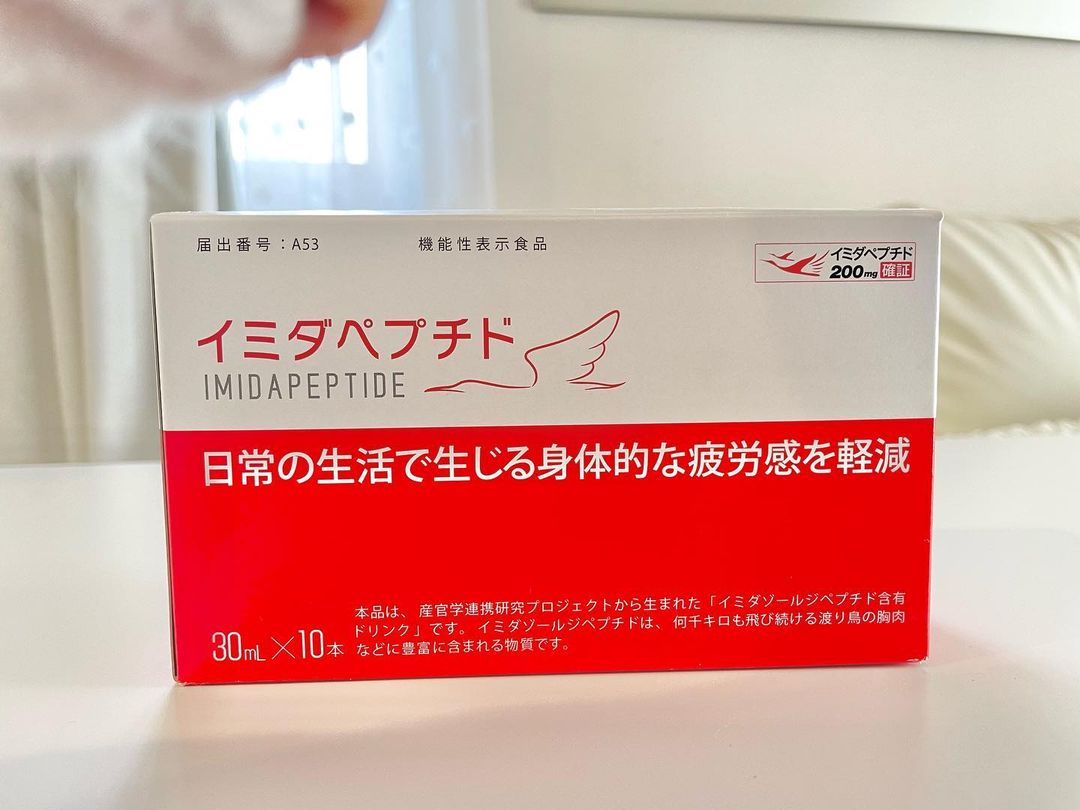 届出番号：A53
機能性表示食品
イミダペプチド
200mg 確証
イミダペプチド
IMIDAPEPTIDE
日常の生活で生じる身体的な疲労感を軽減
本品は、産官学連携研究プロジェクトから生まれた「イミダゾールジペプチド含有
ドリンク」です。イミダゾールジペプチドは、何千キロも飛び続ける渡り鳥の胸肉
などに豊富に含まれる物質です。
30mL×10本